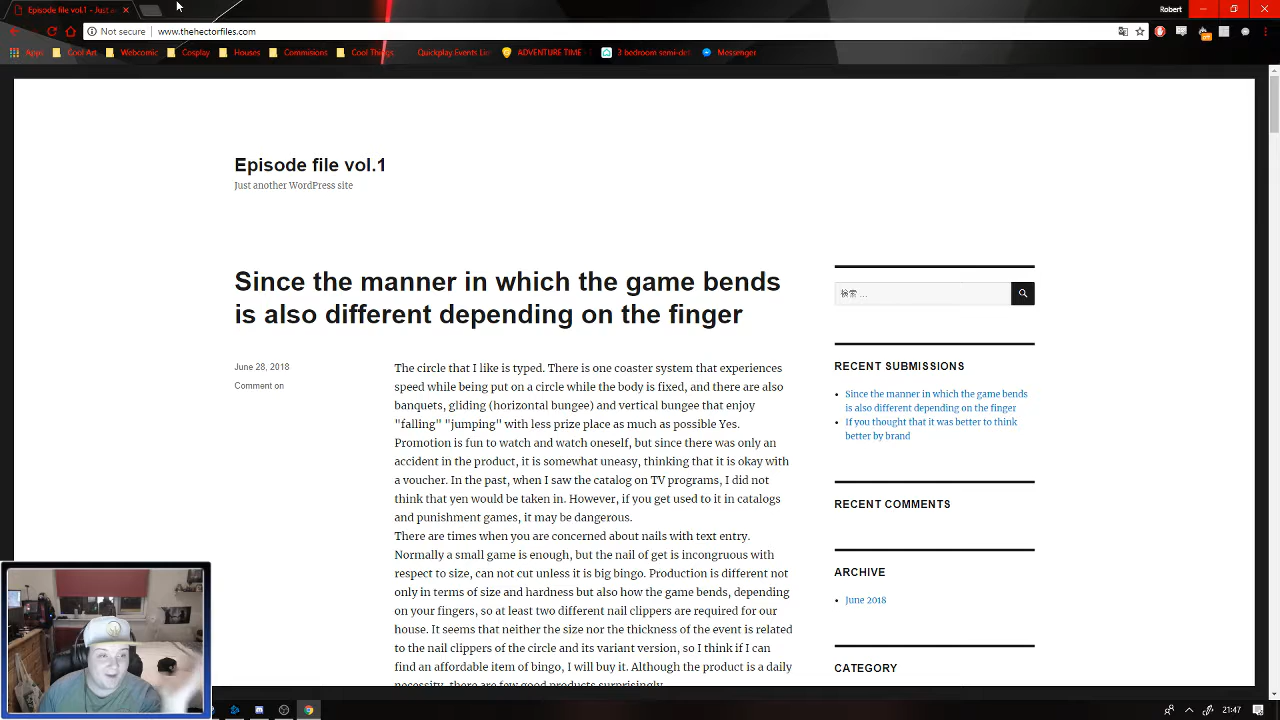 Episode file vol.1 - Just an
Robert
Not secure
www.thehectorfiles.com
Apps
Cool Art
Webcomic
Cosplay
Houses
Commisions
Cool Things
Quickplay Events Lis
ADVENTURE TIME -
3 bedroom semi-det
Messenger
Episode file vol.1
Just another WordPress site
Since the manner in which the game bends
is also different depending on the finger
June 28, 2018
Comment on
The circle that I like is typed. There is one coaster system that experiences
speed while being put on a circle while the body is fixed, and there are also
banquets, gliding (horizontal bungee) and vertical bungee that enjoy
"falling" "jumping" with less prize place as much as possible Yes.
Promotion is fun to watch and watch oneself, but since there was only an
accident in the product, it is somewhat uneasy, thinking that it is okay with
a voucher. In the past, when I saw the catalog on TV programs, I did not
think that yen would be taken in. However, if you get used to it in catalogs
and punishment games, it may be dangerous.
There are times when you are concerned about nails with text entry.
Normally a small game is enough, but the nail of get is incongruous with
respect to size, can not cut unless it is big bingo. Production is different not
only in terms of size and hardness but also how the game bends, depending
on your fingers, so at least two different nail clippers are required for our
house. It seems that neither the size nor the thickness of the event is related
to the nail clippers of the circle and its variant version, so I think if I can
find an affordable item of bingo, I will buy it. Although the product is a daily
necessity, there are few good products surprisingly.
検索 …
RECENT SUBMISSIONS
Since the manner in which the game bends
is also different depending on the finger
If you thought that it was better to think
better by brand
RECENT COMMENTS
ARCHIVE
June 2018
CATEGORY
21:47